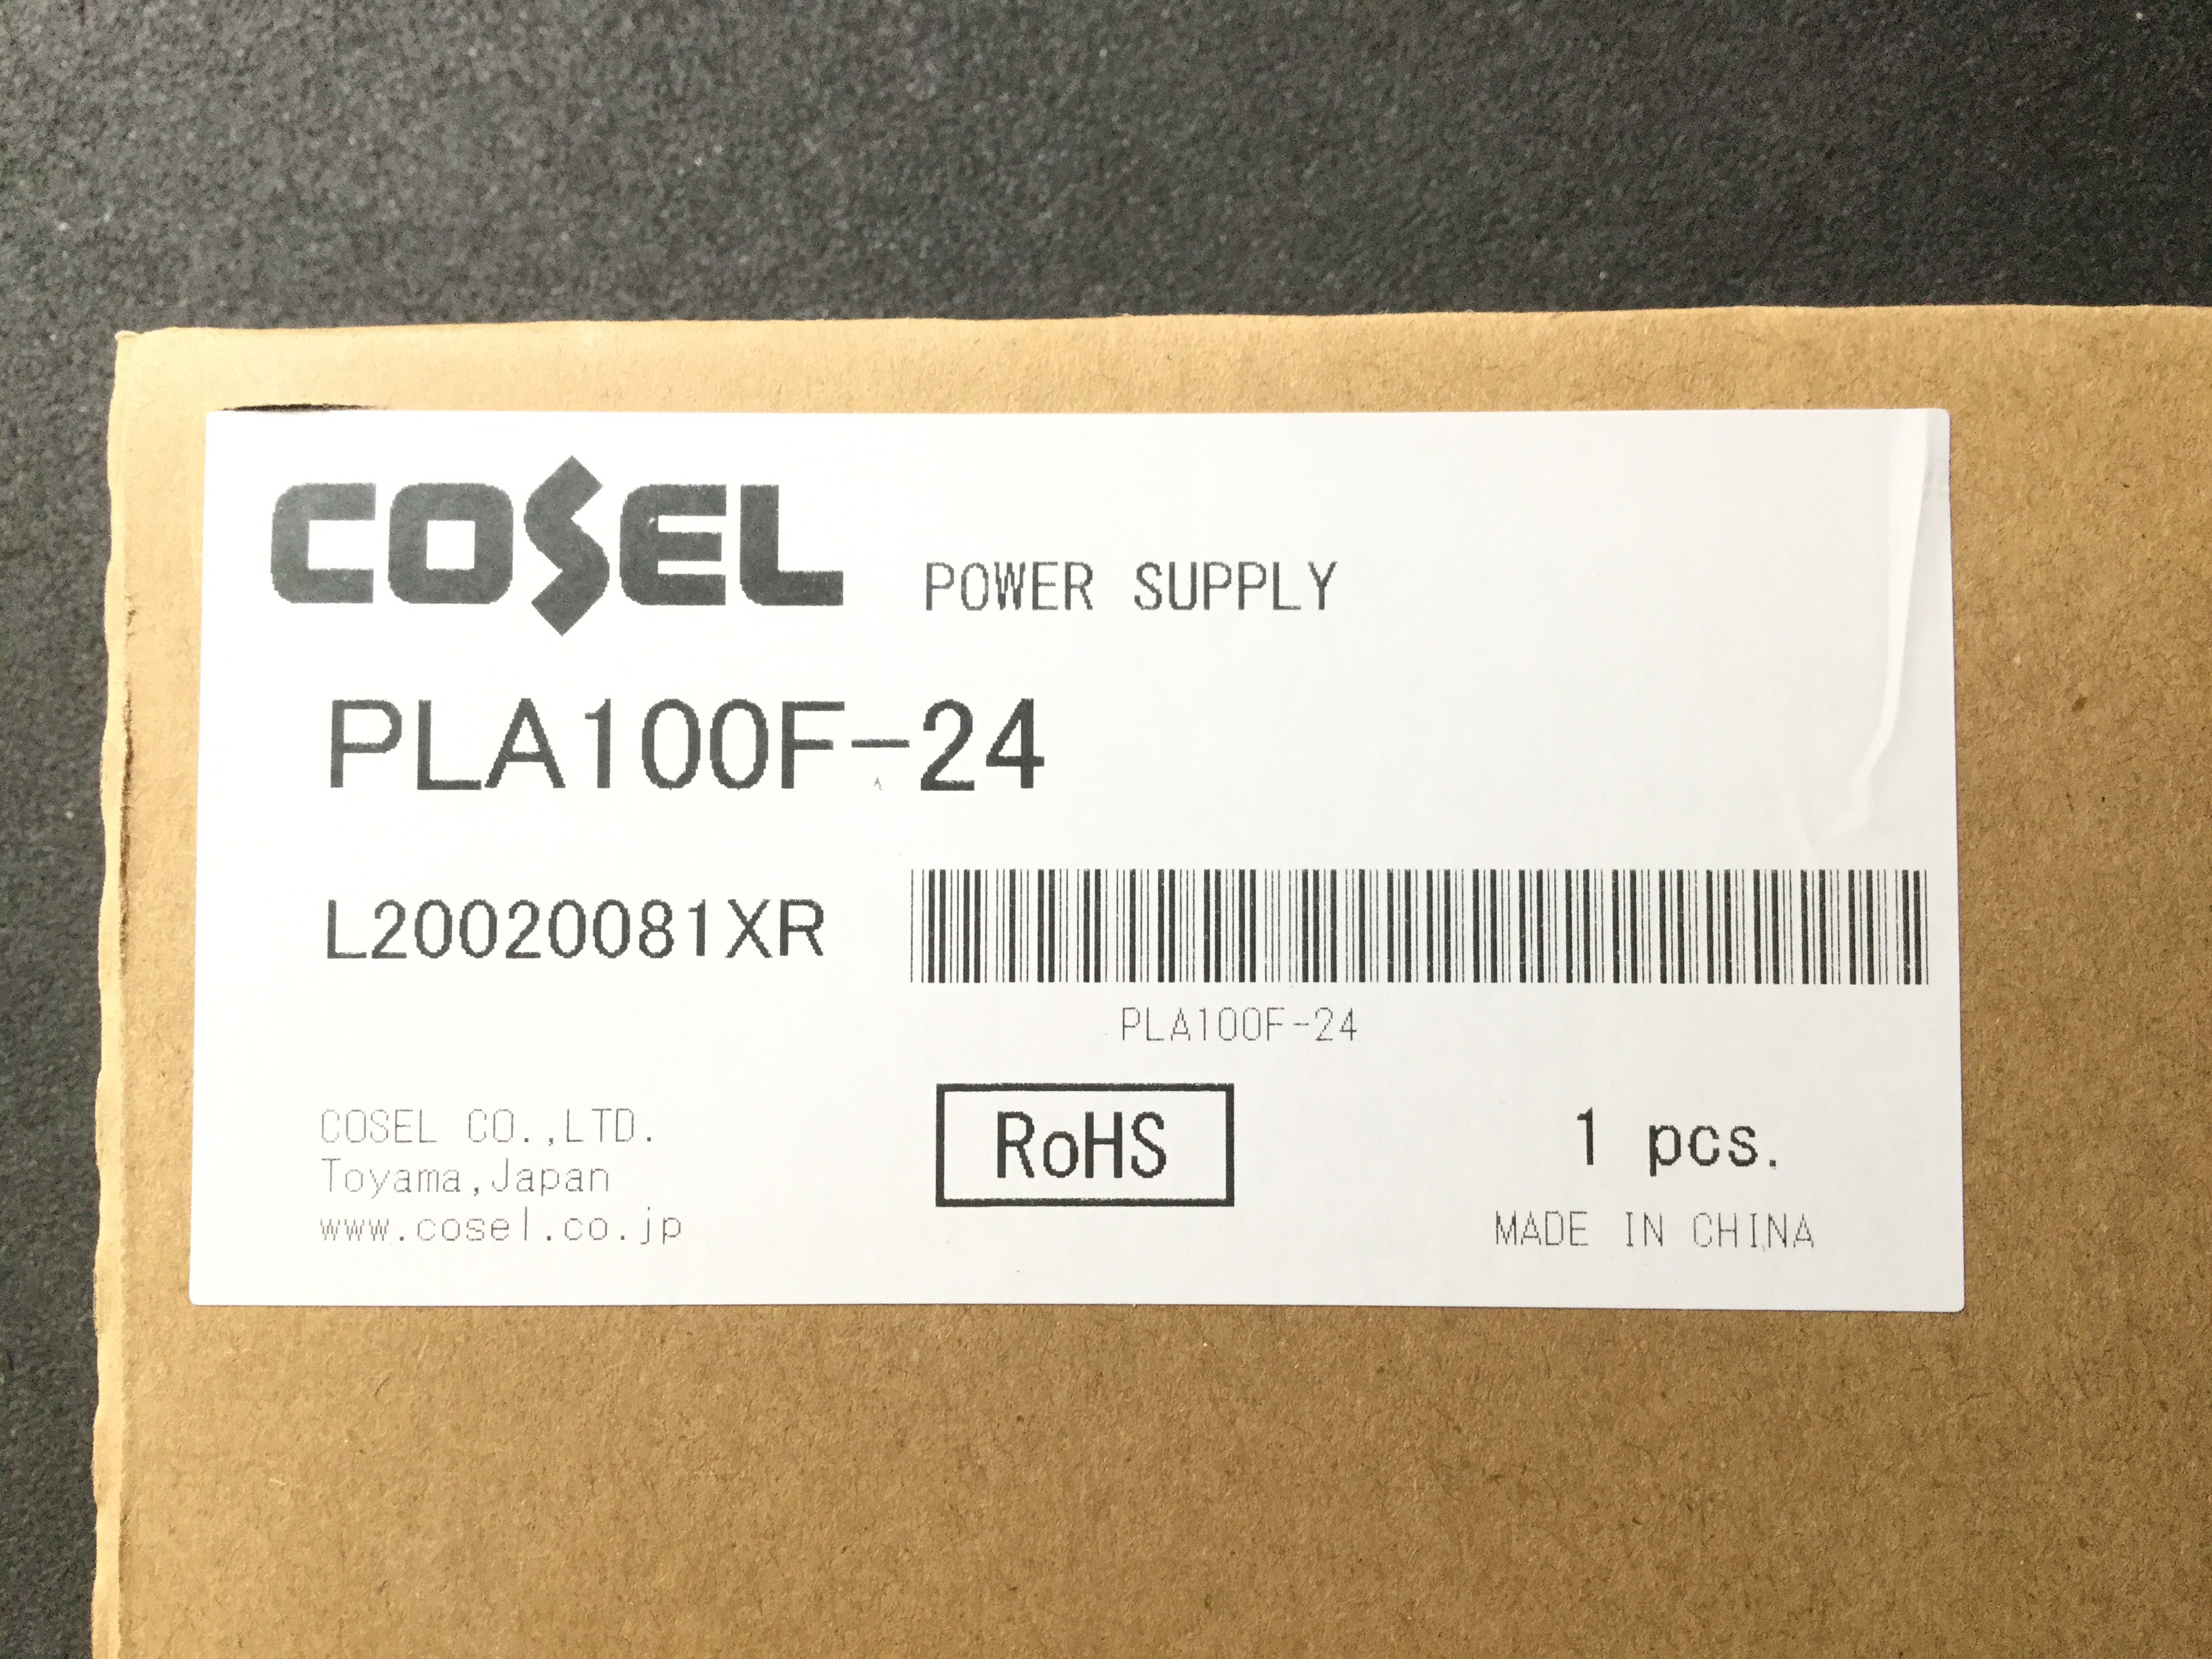 COSEL POWER SUPPLY
PLA100F-24
L20020081XR
PLA100F-24
COSEL CO.,LTD.
Toyama,Japan
www.cosel.co.jp
RoHS
1 pcs.
MADE IN CHINA